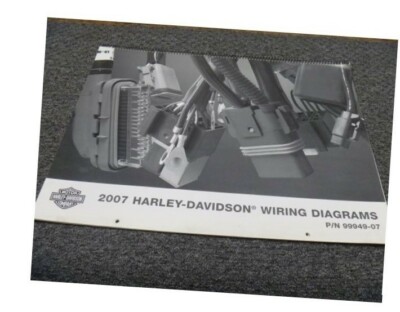 2007 HARLEY-DAVIDSON® WIRING DIAGRAMS
P/N 99949-07